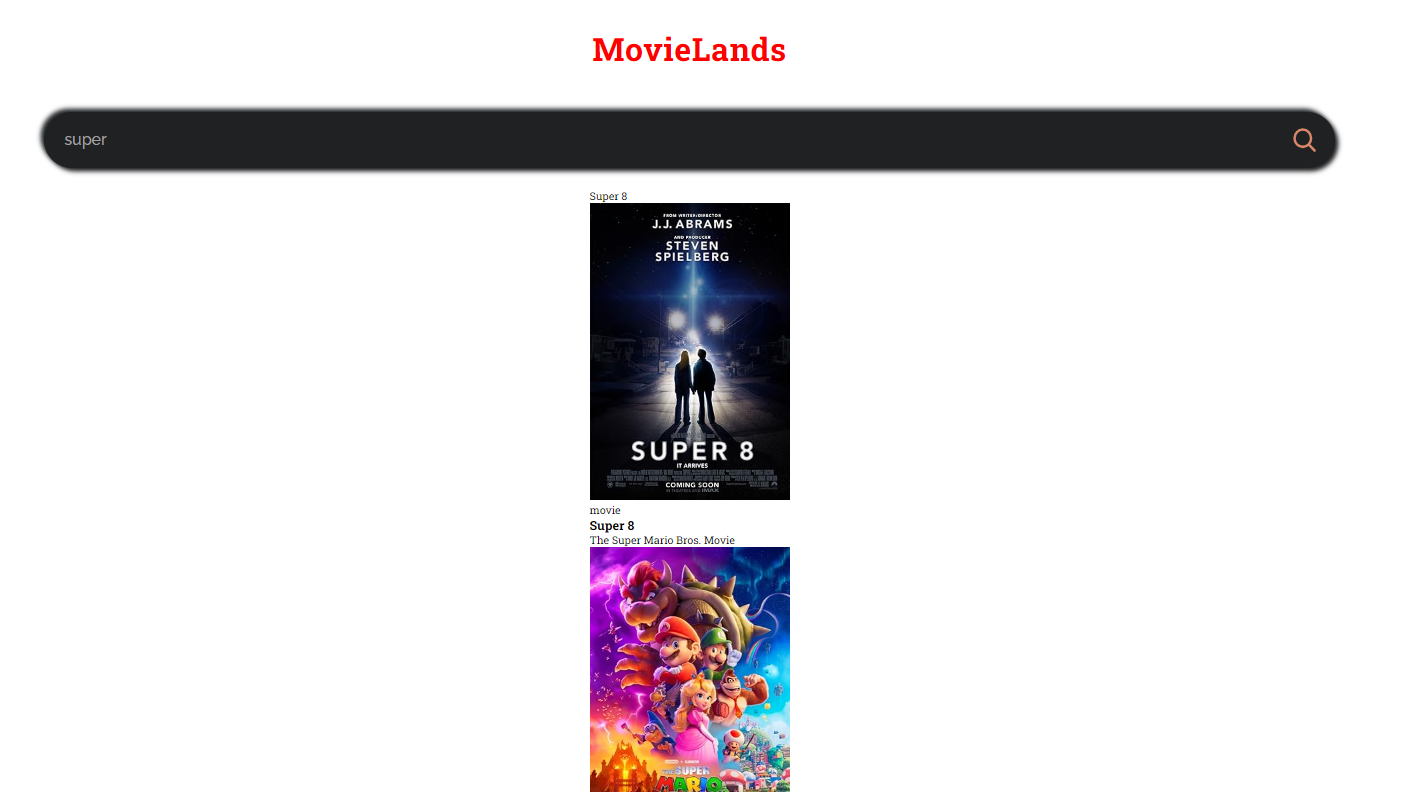 MovieLands
super
Super 8
FROM WRITER/DIRECTOR
J.J. ABRAMS
AND PRODUCER
STEVEN
SPIELBERG
SUPER 8
IT ARRIVES
COMING SOON
movie
Super 8
The Super Mario Bros. Movie
THE SUPER
MARIO